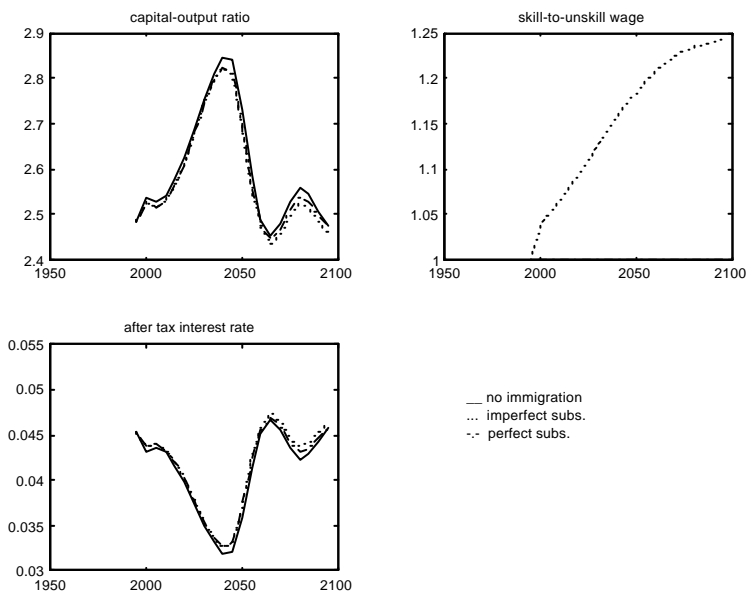 capital-output ratio
2.9
2.8
2.7
2.6
2.5
2.4
1950 2000 2050 2100
skill-to-unskill wage
1.25
1.2
1.15
1.1
1.05
1
1950 2000 2050 2100
after tax interest rate
0.055
0.05
0.045
0.04
0.035
0.03
1950 2000 2050 2100
__ no immigration
... imperfect subs.
-.- perfect subs.